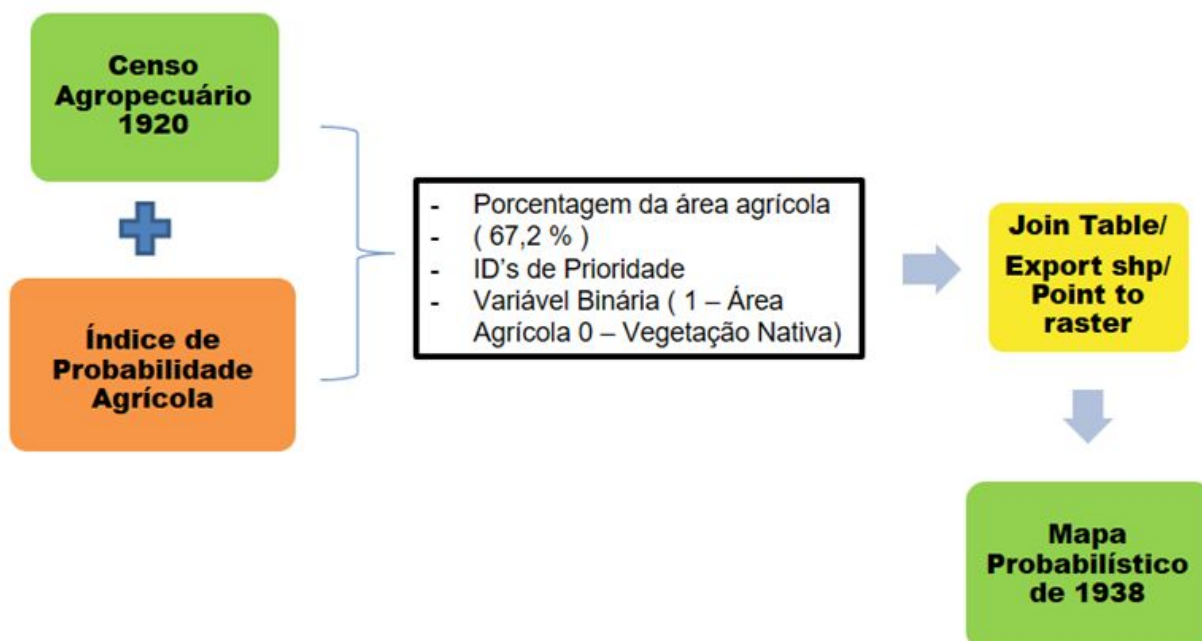 Censo
Agropecuário
1920
Índice de
Probabilidade
Agrícola
- Porcentagem da área agrícola
- ( 67,2 % )
- ID's de Prioridade
- Variável Binária ( 1 – Área
Agrícola 0 – Vegetação Nativa)
Join Table/
Export shp/
Point to
raster
Mapa
Probabilístico
de 1938